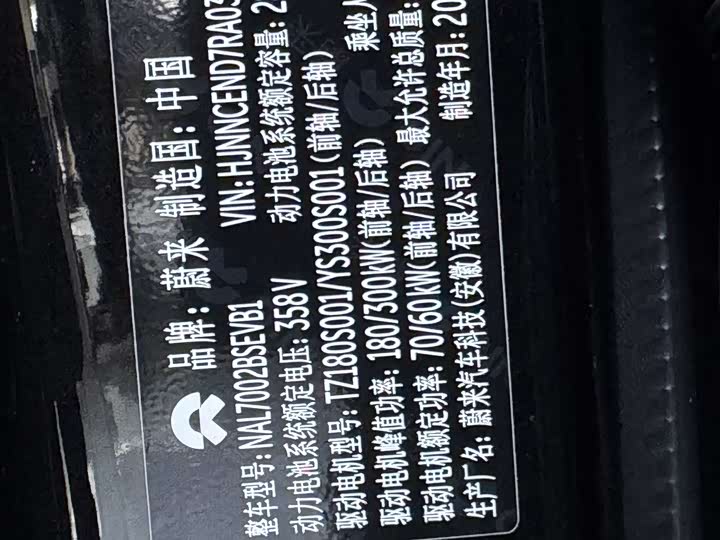 品牌: 蔚来 制造国: 中国
整车型号: NAL7002BSEVB1 VIN: HJNNCEND7RA03
动力电池系统额定电压: 358V 动力电池系统额定容量: 2
驱动电机型号: TZ180S001/YS300S001 (前轴/后轴)
驱动电机峰值功率: 180/300kW(前轴/后轴) 乘坐人
驱动电机额定功率: 70/60kW(前轴/后轴) 最大允许总质量:
生产厂名: 蔚来汽车科技(安徽)有限公司 制造年月: 20